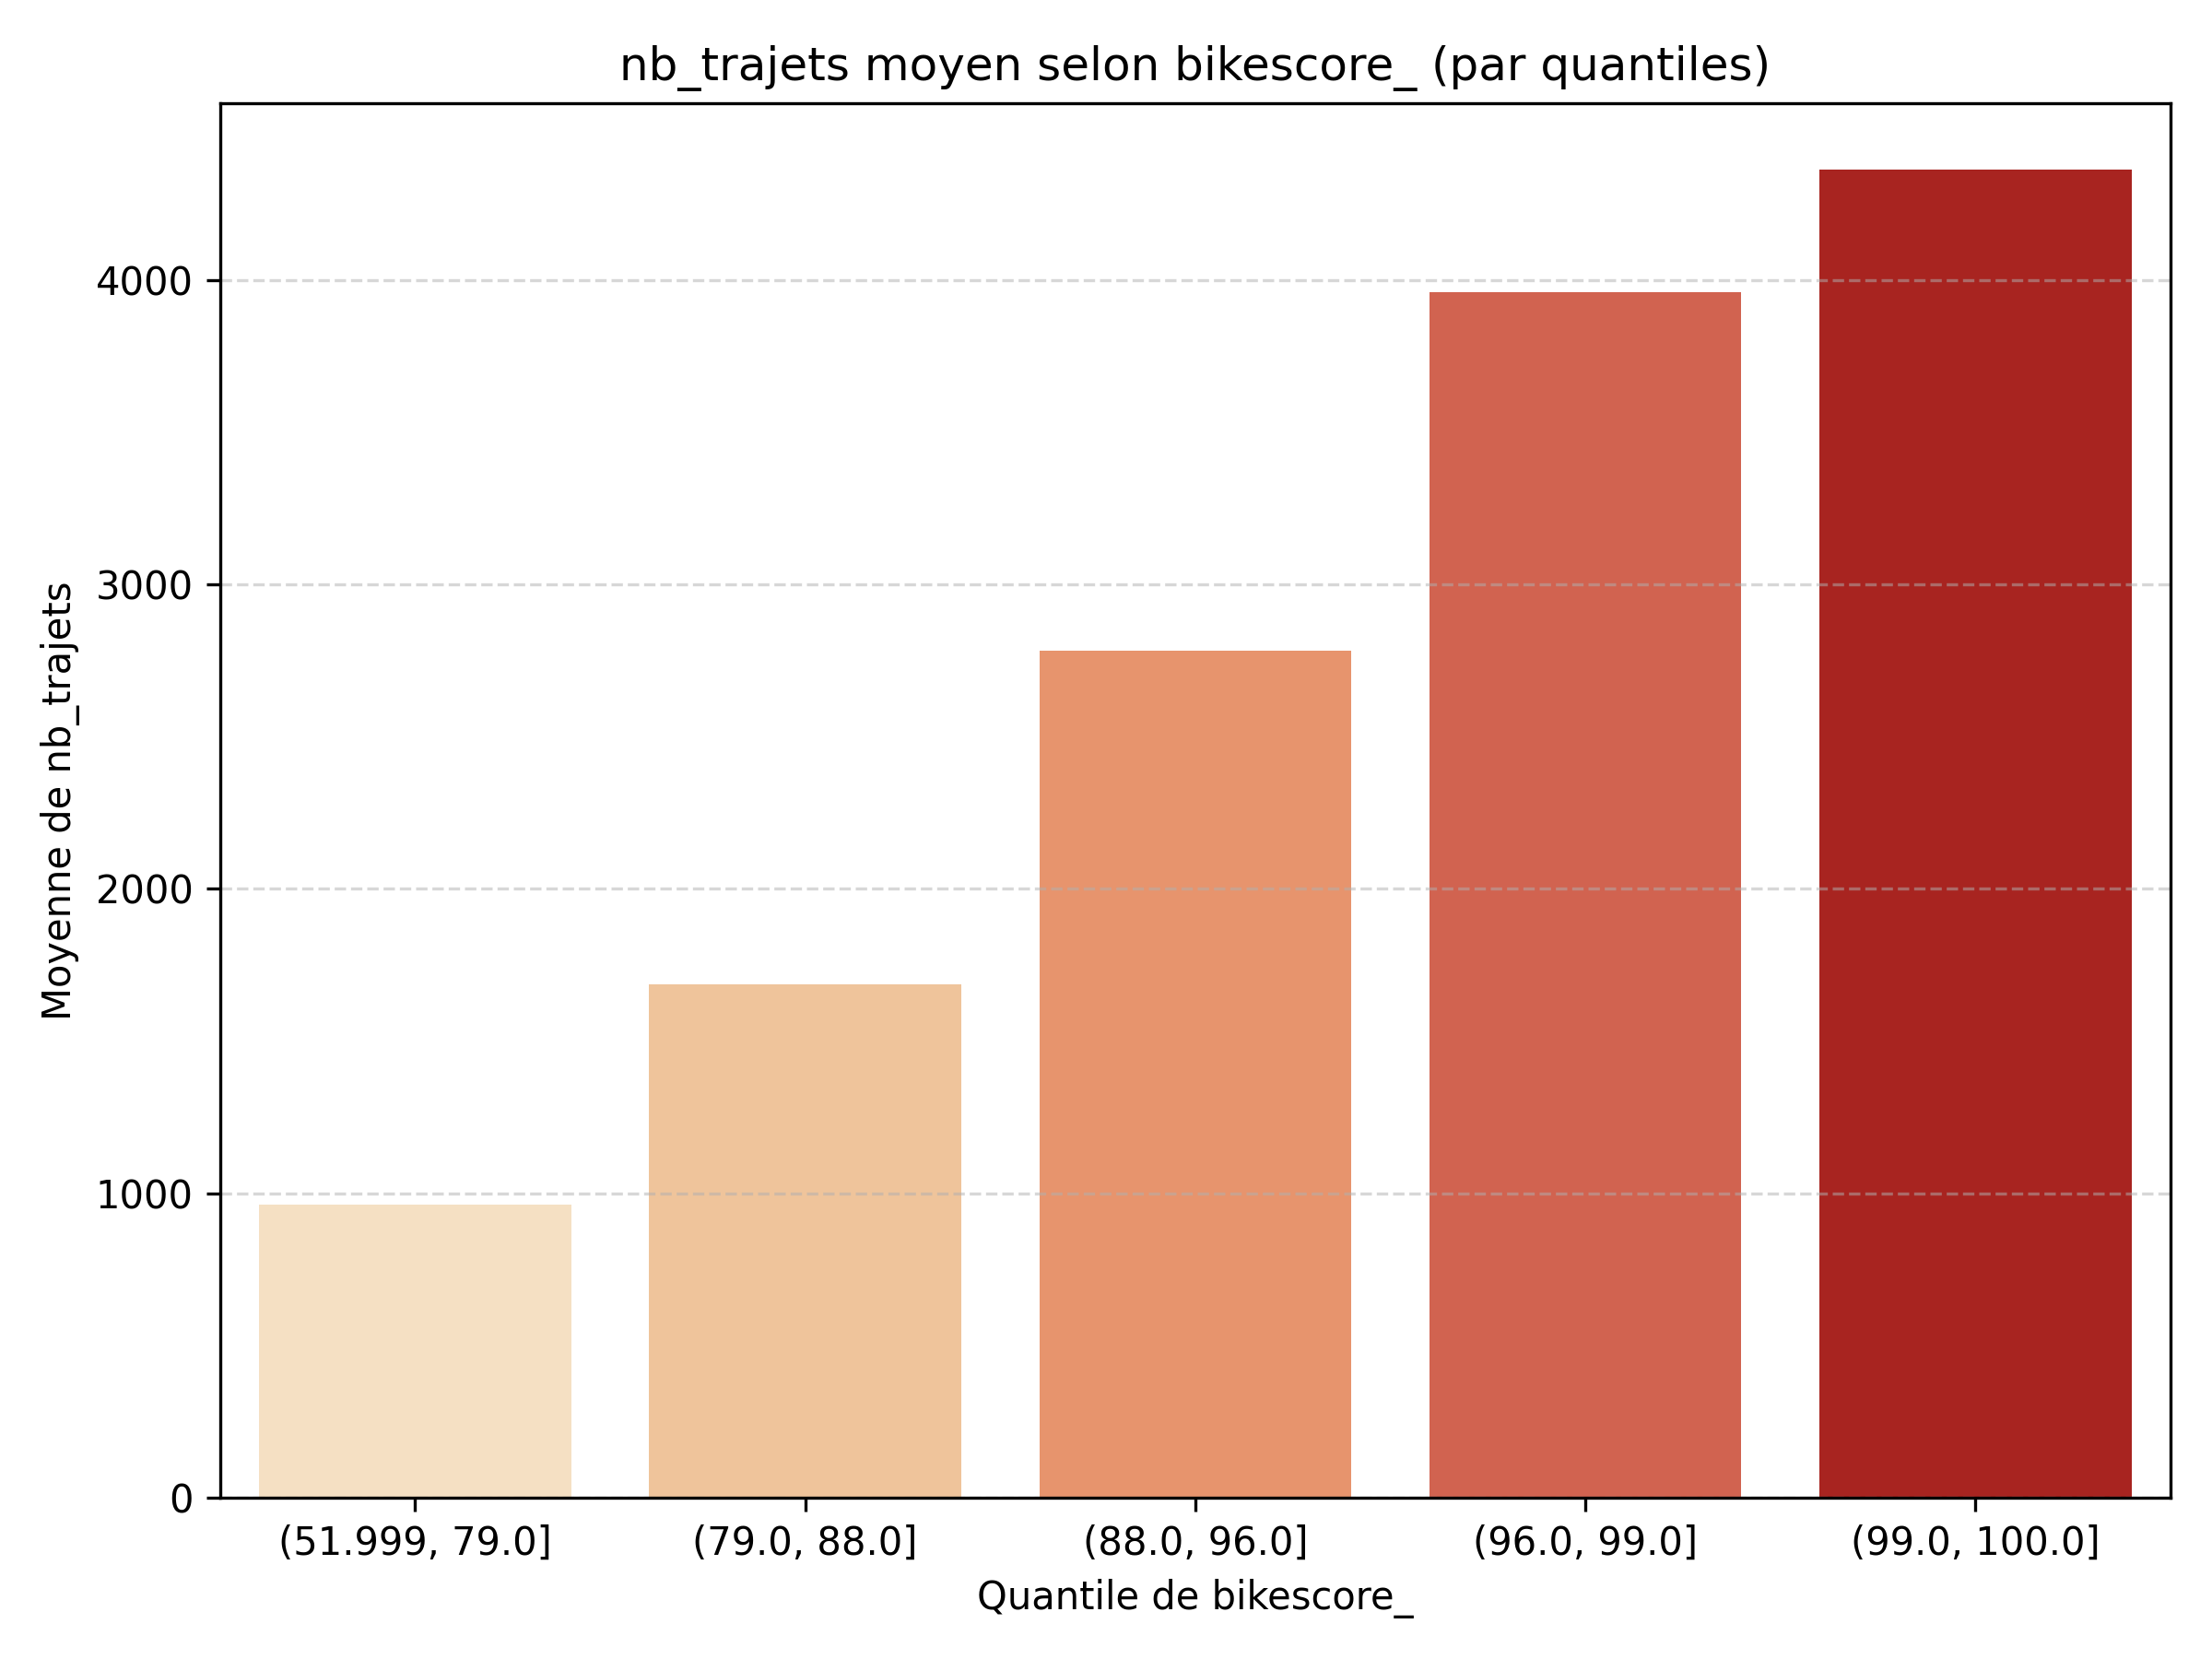 nb_trajets moyen selon bikescore_ (par quantiles)
Moyenne de nb_trajets
4000
3000
2000
1000
0
(51.999, 79.0] (79.0, 88.0] (88.0, 96.0] (96.0, 99.0] (99.0, 100.0]
Quantile de bikescore_